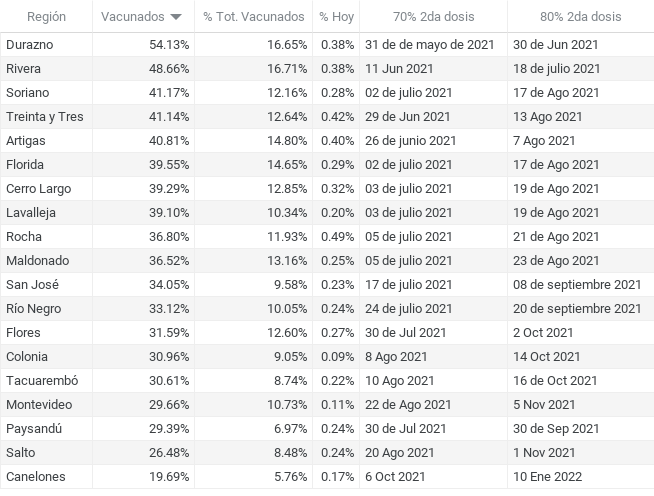 Región Vacunados % Tot. Vacunados % Hoy 70% 2da dosis 80% 2da dosis
Durazno 54.13% 16.65% 0.38% 31 de de mayo de 2021 30 de Jun 2021
Rivera 48.66% 16.71% 0.38% 11 Jun 2021 18 de julio 2021
Soriano 41.17% 12.16% 0.28% 02 de julio 2021 17 de Ago 2021
Treinta y Tres 41.14% 12.64% 0.42% 29 de Jun 2021 13 Ago 2021
Artigas 40.81% 14.80% 0.40% 26 de junio 2021 7 Ago 2021
Florida 39.55% 14.65% 0.29% 02 de julio 2021 17 de Ago 2021
Cerro Largo 39.29% 12.85% 0.32% 03 de julio 2021 19 de Ago 2021
Lavalleja 39.10% 10.34% 0.20% 03 de julio 2021 19 de Ago 2021
Rocha 36.80% 11.93% 0.49% 05 de julio 2021 21 de Ago 2021
Maldonado 36.52% 13.16% 0.25% 05 de julio 2021 23 de Ago 2021
San José 34.05% 9.58% 0.23% 17 de julio 2021 08 de septiembre 2021
Río Negro 33.12% 10.05% 0.24% 24 de julio 2021 20 de septiembre 2021
Flores 31.59% 12.60% 0.27% 30 de Jul 2021 2 Oct 2021
Colonia 30.96% 9.05% 0.09% 8 Ago 2021 14 Oct 2021
Tacuarembó 30.61% 8.74% 0.22% 10 Ago 2021 16 de Oct 2021
Montevideo 29.66% 10.73% 0.11% 22 de Ago 2021 5 Nov 2021
Paysandú 29.39% 6.97% 0.24% 30 de Jul 2021 30 de Sep 2021
Salto 26.48% 8.48% 0.24% 20 Ago 2021 1 Nov 2021
Canelones 19.69% 5.76% 0.17% 6 Oct 2021 10 Ene 2022